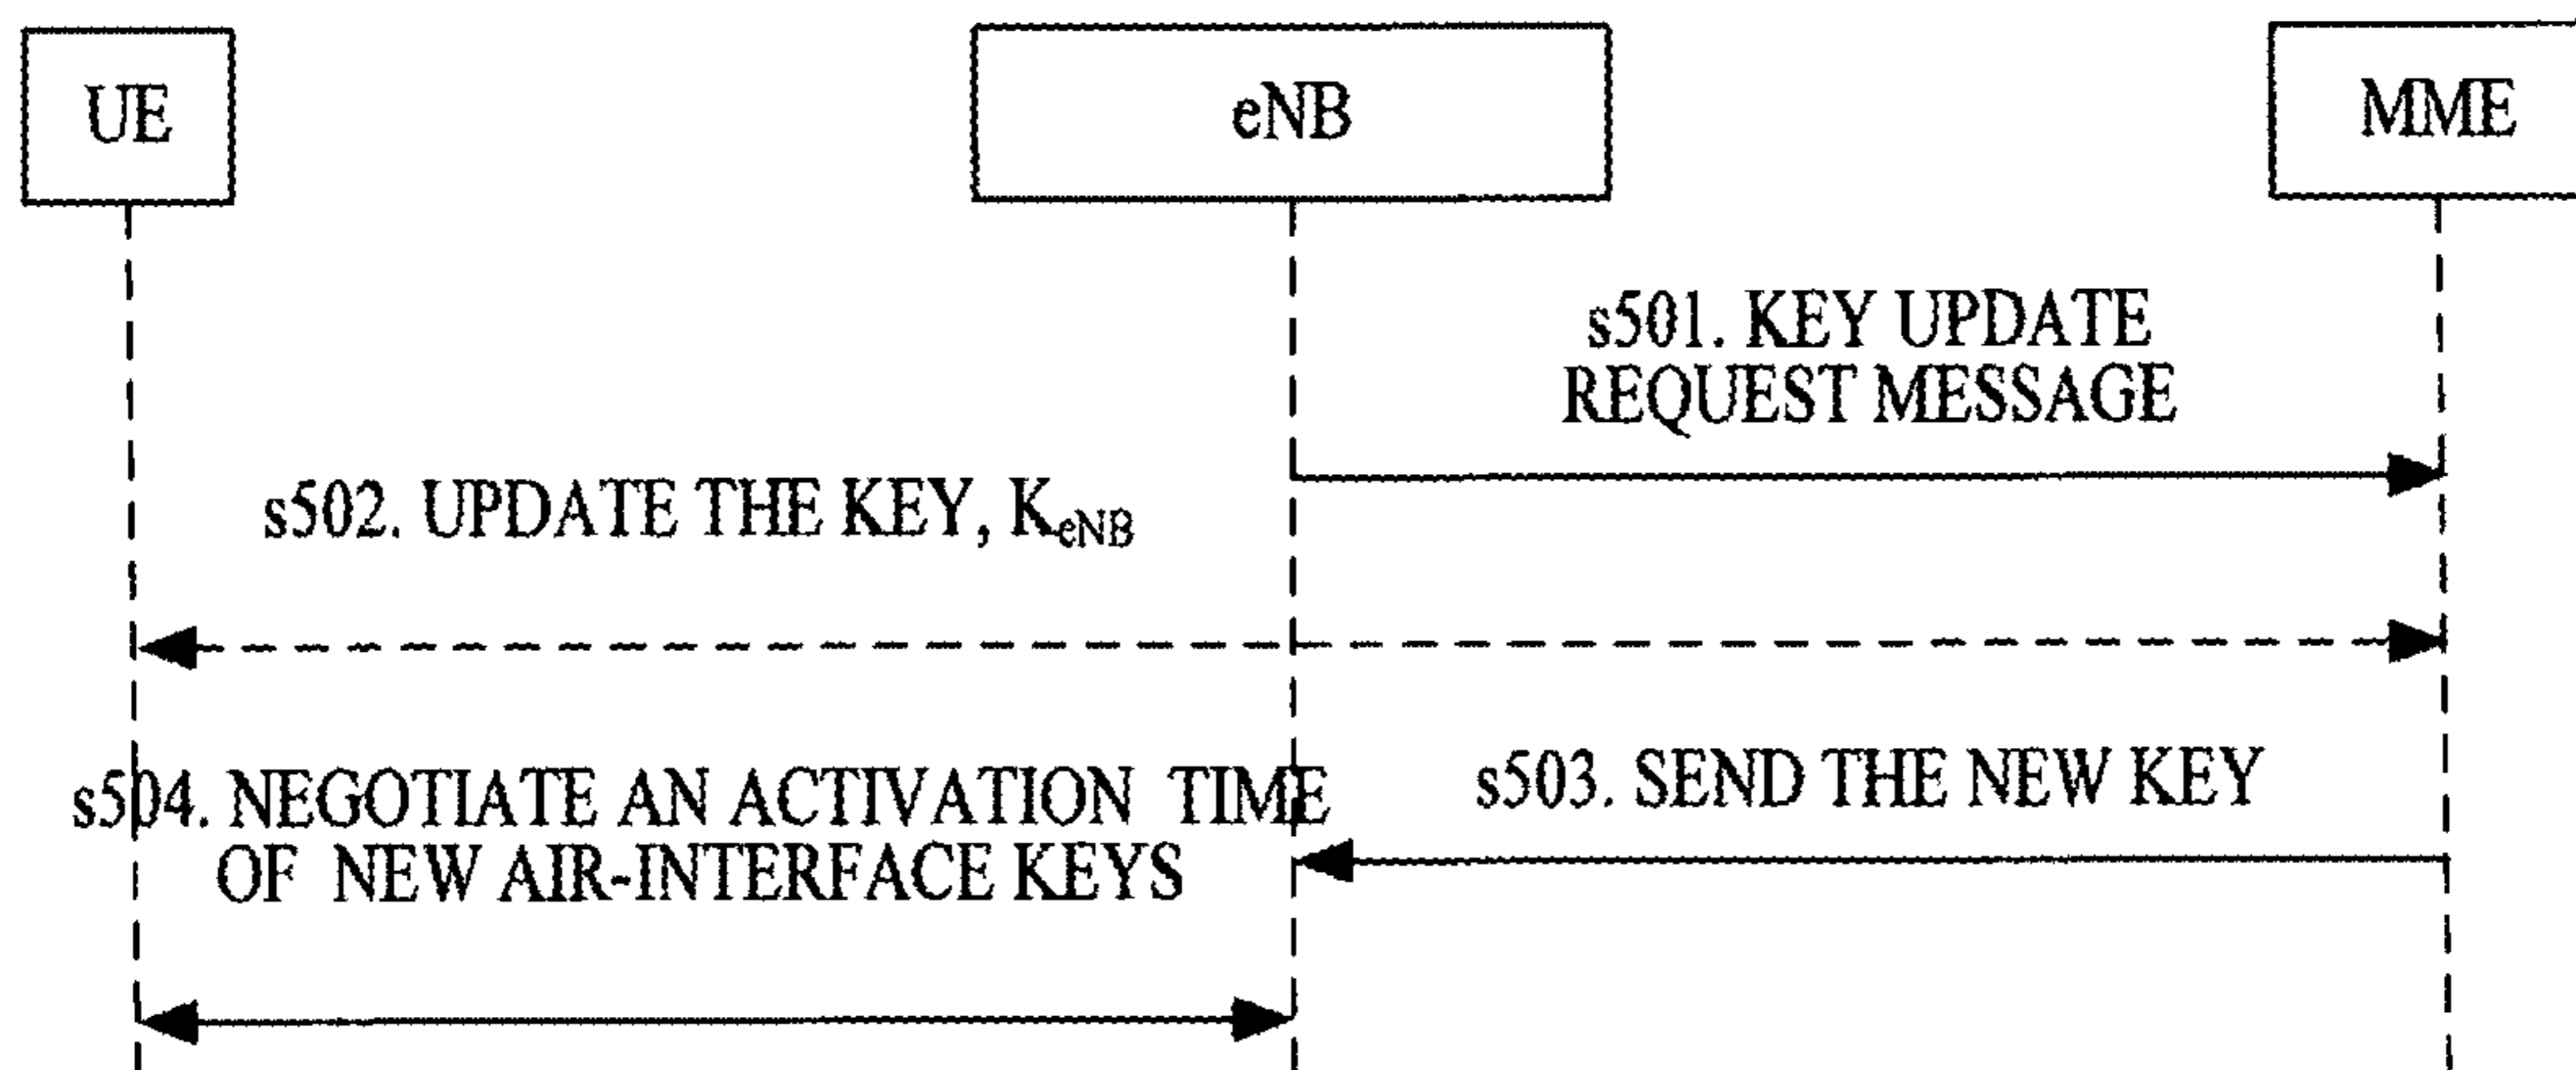 UE
eNB
MME
s501. KEY UPDATE
REQUEST MESSAGE
s502. UPDATE THE KEY, KeNB
s503. SEND THE NEW KEY
s504. NEGOTIATE AN ACTIVATION TIME
OF NEW AIR-INTERFACE KEYS